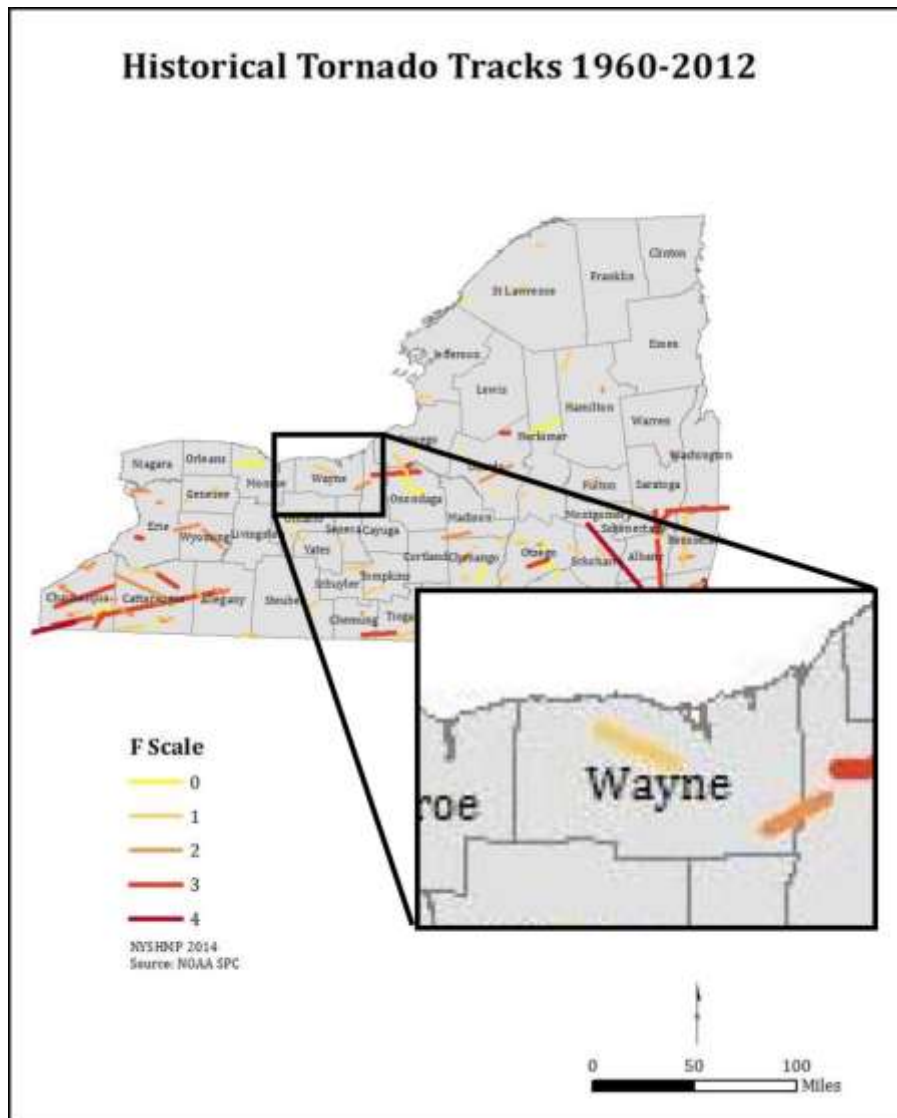 Historical Tornado Tracks 1960-2012
Clinton
Franklin
St Lawrence
Essex
Jefferson
Lewis
Hamilton
Warren
Herkimer
Washington
Orleans
Niagara
Wayne
Monroe
Genesee
Fulton
Saratoga
Onondaga
Montgomery
Madison
Erie
Wyoming
Livingston
Seneca
Cayuga
Yates
Cortland
Chenango
Otsego
Schoharie
Albany
Schuyler
Tompkins
Chautauqua
Cattaraugus
Allegany
Steuben
Chemung
Tioga
roe
Wayne
F Scale
0
1
2
3
4
NYSHMP 2014
Source: NOAA SPC
0 50 100
Miles